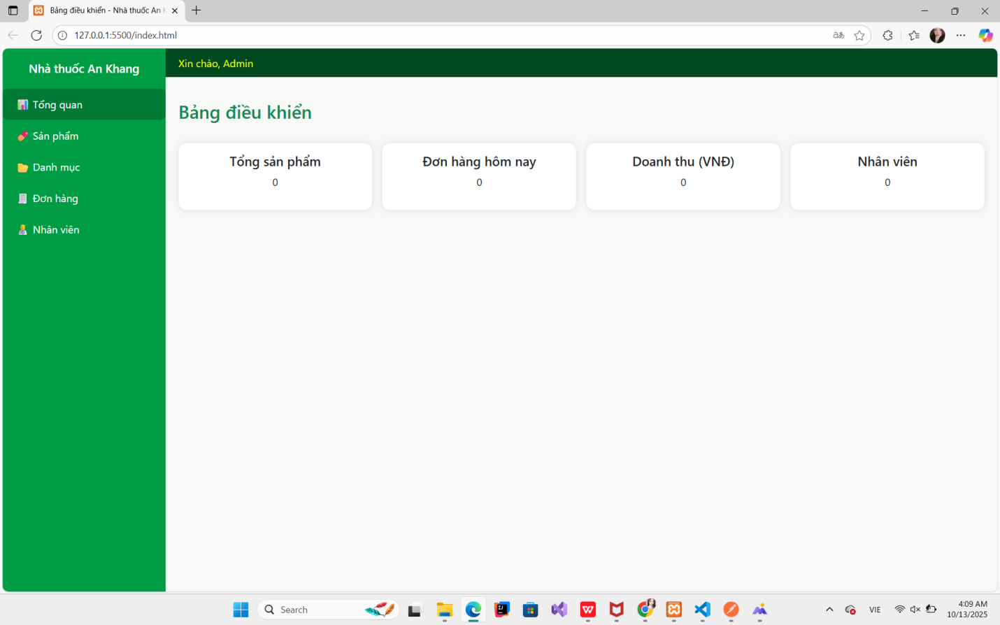 Bảng điều khiển - Nhà thuốc An
127.0.0.1:5500/index.html
Nhà thuốc An Khang
Xin chào, Admin
Tổng quan
Sản phẩm
Danh mục
Đơn hàng
Nhân viên
Bảng điều khiển
Tổng sản phẩm
0
Đơn hàng hôm nay
0
Doanh thu (VNĐ)
0
Nhân viên
0
Search
VIE
4:09 AM
10/13/2025